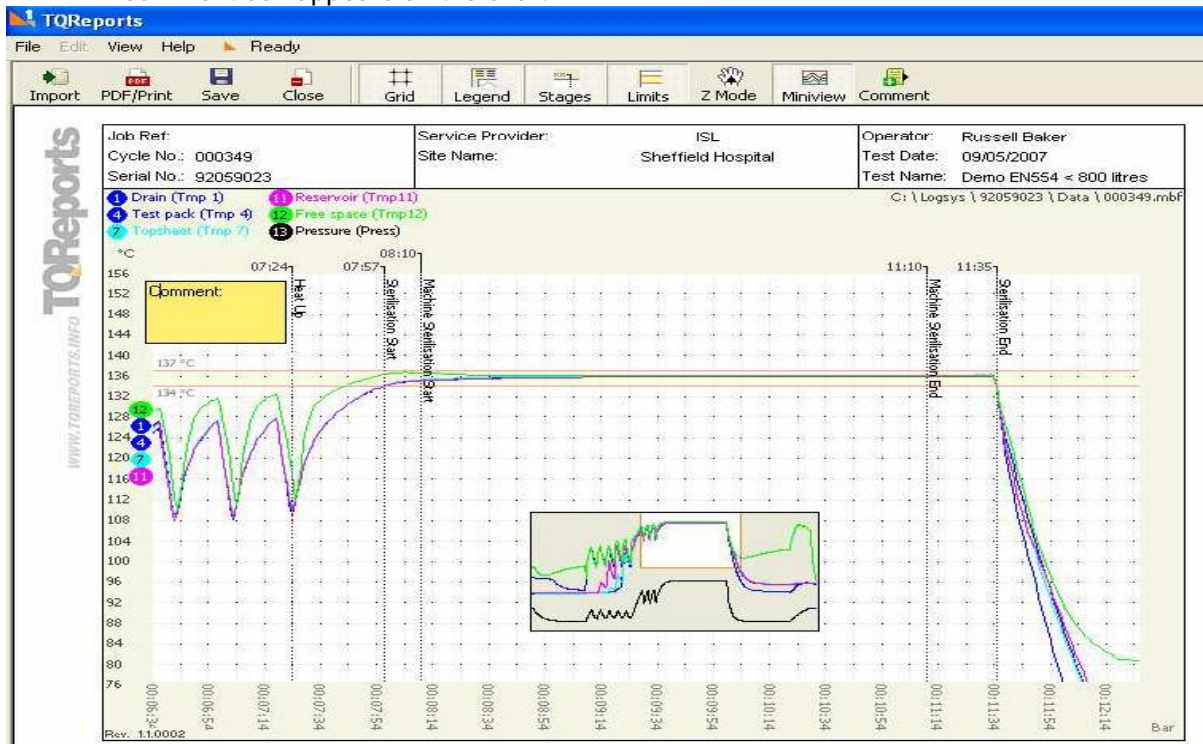 TQReports
File Edit View Help Ready
Import PDF/Print Save Close Grid Legend Stages Limits Z Mode Miniview Comment
Job Ref: Service Provider: ISL Operator: Russell Baker
Cycle No.: 000349 Site Name: Sheffield Hospital Test Date: 09/05/2007
Serial No.: 92059023 Test Name: Demo EN554 < 800 litres
1 Drain (Tmp 1) 11 Reservoir (Tmp11) C:\Logsys\92059023\Data\000349.mbf
4 Test pack (Tmp 4) 12 Free space (Tmp12)
7 Topsheet (Tmp 7) 13 Pressure (Press)
WWW.TQREPORTS.INFO TQReports
°C
07:24 07:57 08:10 11:10 11:35
Heat Up
Sterilisation Start
Machine Sterilisation Start
Machine Sterilisation End
Sterilisation End
Comment:
156
152
148
144
140
137 °C
136
134 °C
132
128
124
120
116
112
108
104
100
96
92
88
84
80
76
12
1
4
7
11
00:06:34 00:06:54 00:07:14 00:07:34 00:07:54 00:08:14 00:08:34 00:08:54 00:09:14 00:09:34 00:09:54 00:10:14 00:10:34 00:10:54 00:11:14 00:11:34 00:11:54 00:12:14 Bar
Rev. 1.1.0002